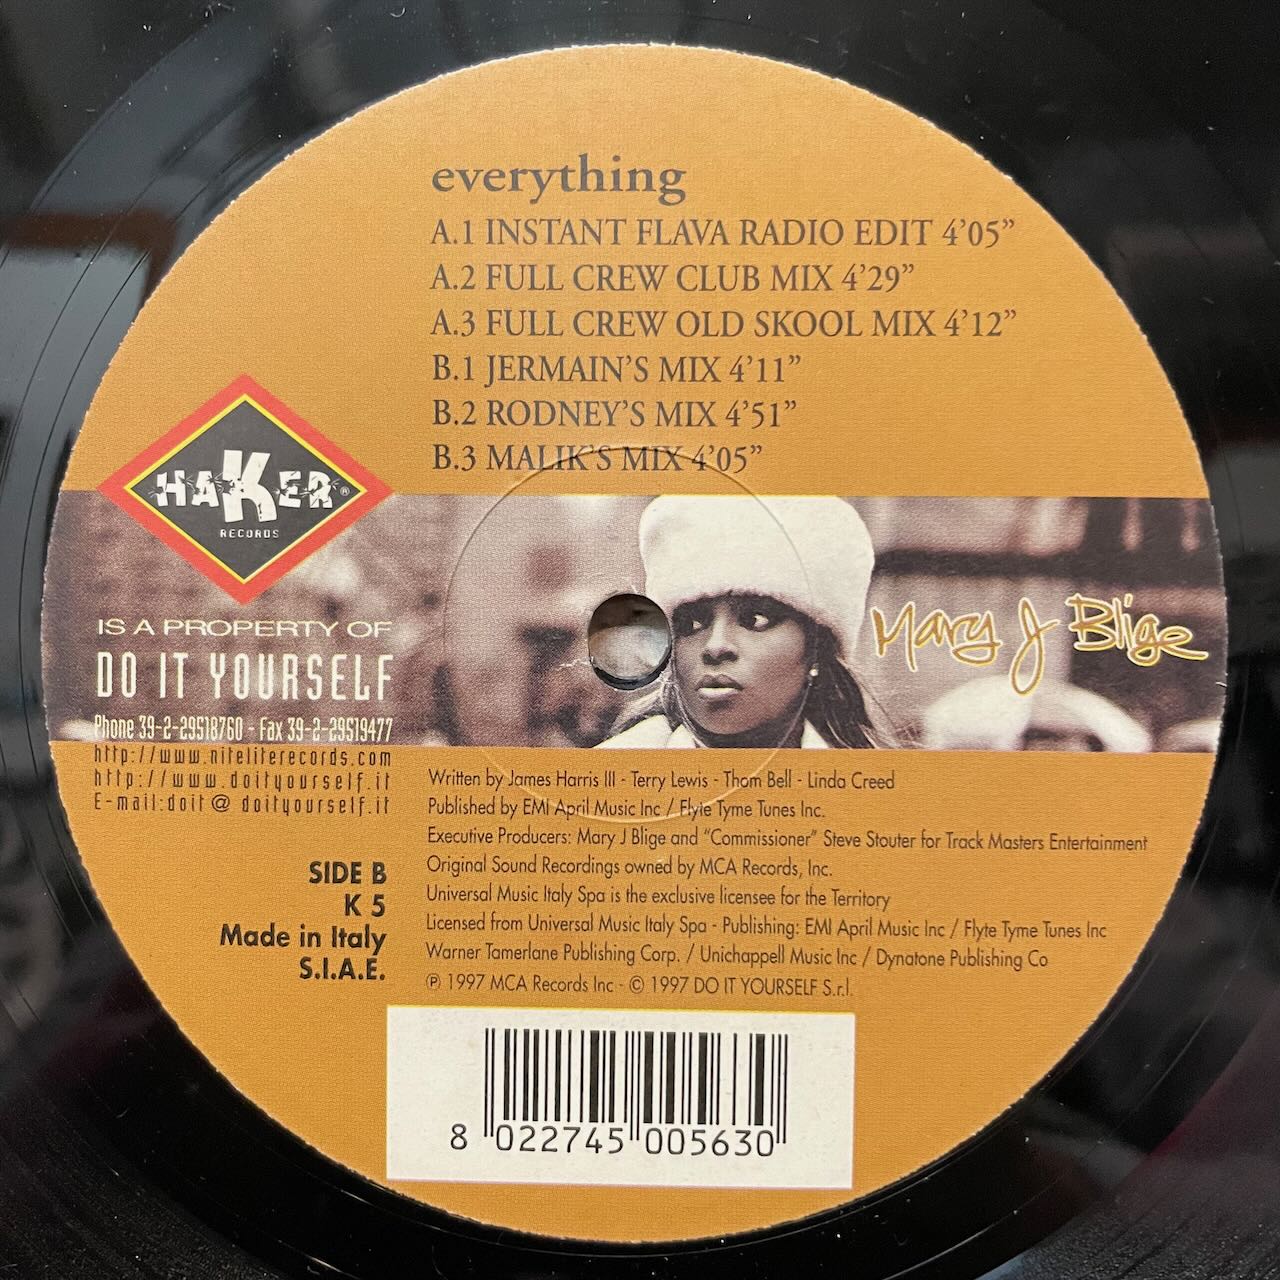 everything
A.1 INSTANT FLAVA RADIO EDIT 4'05"
A.2 FULL CREW CLUB MIX 4'29"
A.3 FULL CREW OLD SKOOL MIX 4'12"
B.1 JERMAIN'S MIX 4'11"
B.2 RODNEY'S MIX 4'51"
B.3 MALIK'S MIX 4'05"
HAKER®
RECORDS
IS A PROPERTY OF
DO IT YOURSELF
Phone 39-2-29518760 - Fax 39-2-29519477
http://www.niteliterecords.com
http://www.doityourself.it
E-mail:doit@doityourself.it
Mary J Blige
Written by James Harris III - Terry Lewis - Thom Bell - Linda Creed
Published by EMI April Music Inc / Flyte Tyme Tunes Inc.
Executive Producers: Mary J Blige and "Commissioner" Steve Stouter for Track Masters Entertainment
Original Sound Recordings owned by MCA Records, Inc.
Universal Music Italy Spa is the exclusive licensee for the Territory
Licensed from Universal Music Italy Spa - Publishing: EMI April Music Inc / Flyte Tyme Tunes Inc
Warner Tamerlane Publishing Corp. / Unichappell Music Inc / Dynatone Publishing Co
℗ 1997 MCA Records Inc - © 1997 DO IT YOURSELF S.r.l.
SIDE B
K 5
Made in Italy
S.I.A.E.
8 022745 005630